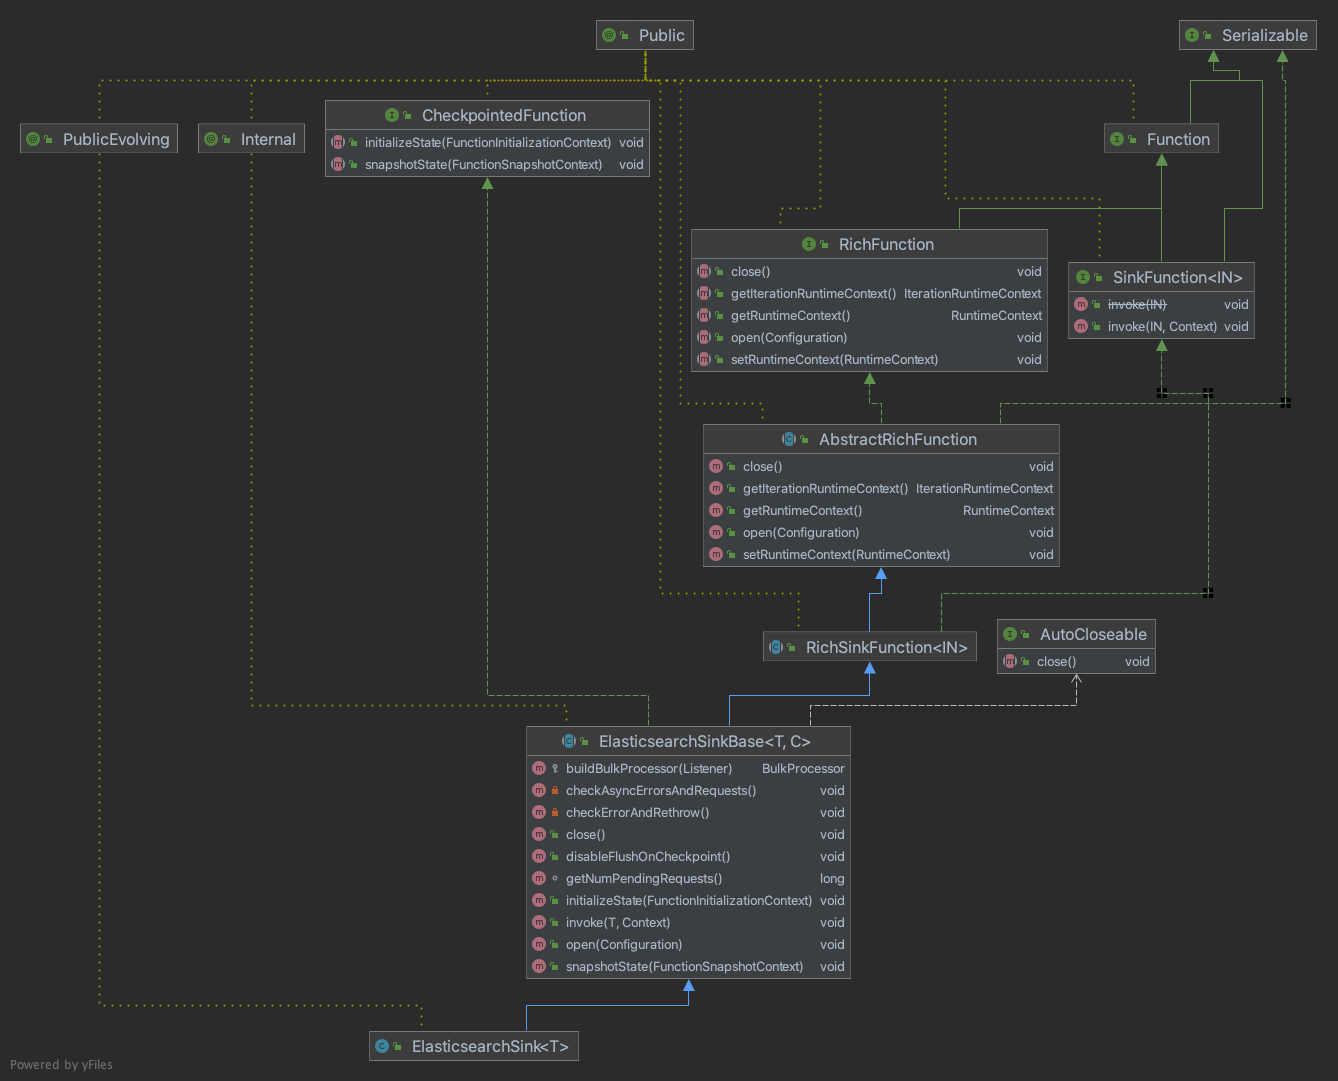 Public
Serializable
CheckpointedFunction
initializeState(FunctionInitializationContext) void
snapshotState(FunctionSnapshotContext) void
PublicEvolving
Internal
Function
RichFunction
close() void
getIterationRuntimeContext() IterationRuntimeContext
getRuntimeContext() RuntimeContext
open(Configuration) void
setRuntimeContext(RuntimeContext) void
SinkFunction<IN>
invoke(IN) void
invoke(IN, Context) void
AbstractRichFunction
close() void
getIterationRuntimeContext() IterationRuntimeContext
getRuntimeContext() RuntimeContext
open(Configuration) void
setRuntimeContext(RuntimeContext) void
RichSinkFunction<IN>
AutoCloseable
close() void
ElasticsearchSinkBase<T, C>
buildBulkProcessor(Listener) BulkProcessor
checkAsyncErrorsAndRequests() void
checkErrorAndRethrow() void
close() void
disableFlushOnCheckpoint() void
getNumPendingRequests() long
initializeState(FunctionInitializationContext) void
invoke(T, Context) void
open(Configuration) void
snapshotState(FunctionSnapshotContext) void
ElasticsearchSink<T>
Powered by yFiles